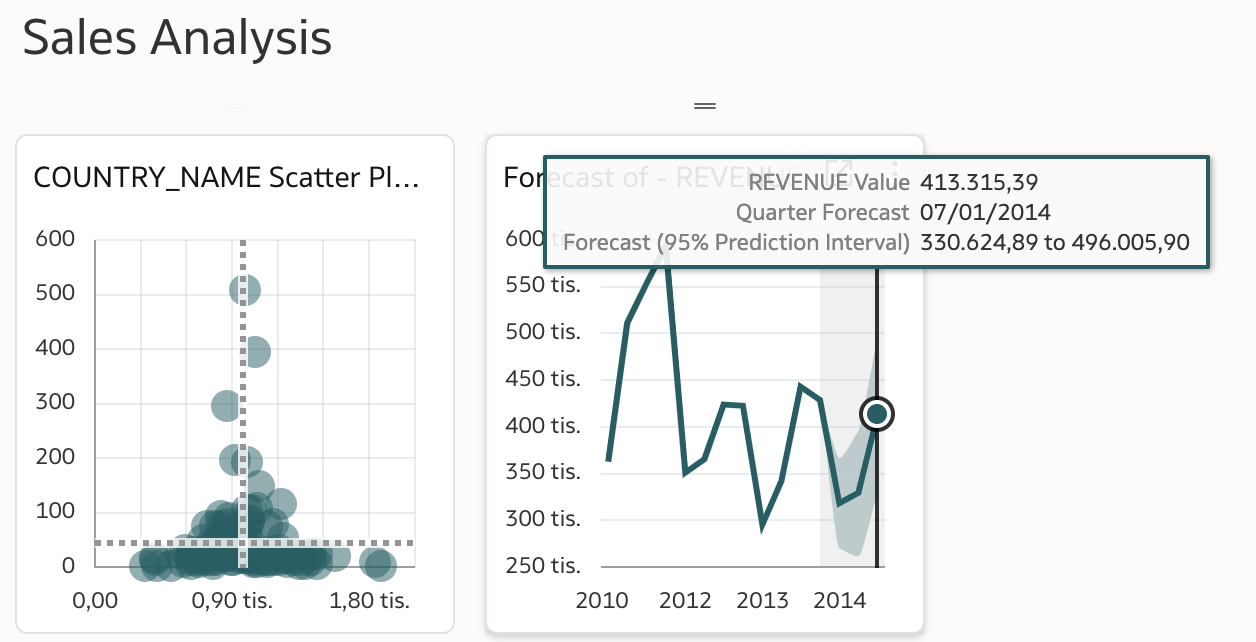 Sales Analysis
COUNTRY_NAME Scatter Pl...
600
500
400
300
200
100
0
0,00
0,90 tis.
1,80 tis.
Forecast of - REVENUE
REVENUE Value 413.315,39
Quarter Forecast 07/01/2014
Forecast (95% Prediction Interval) 330.624,89 to 496.005,90
600 tis.
550 tis.
500 tis.
450 tis.
400 tis.
350 tis.
300 tis.
250 tis.
2010
2012
2013
2014